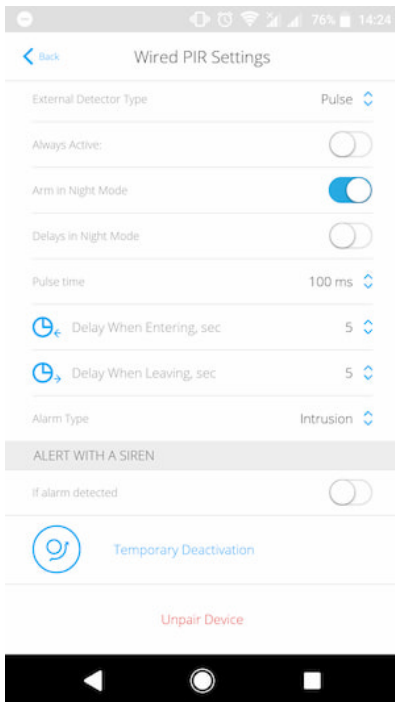 76% 14:24
Back Wired PIR Settings
External Detector Type Pulse
Always Active:
Arm in Night Mode
Delays in Night Mode
Pulse time 100 ms
Delay When Entering, sec 5
Delay When Leaving, sec 5
Alarm Type Intrusion
ALERT WITH A SIREN
If alarm detected
Temporary Deactivation
Unpair Device